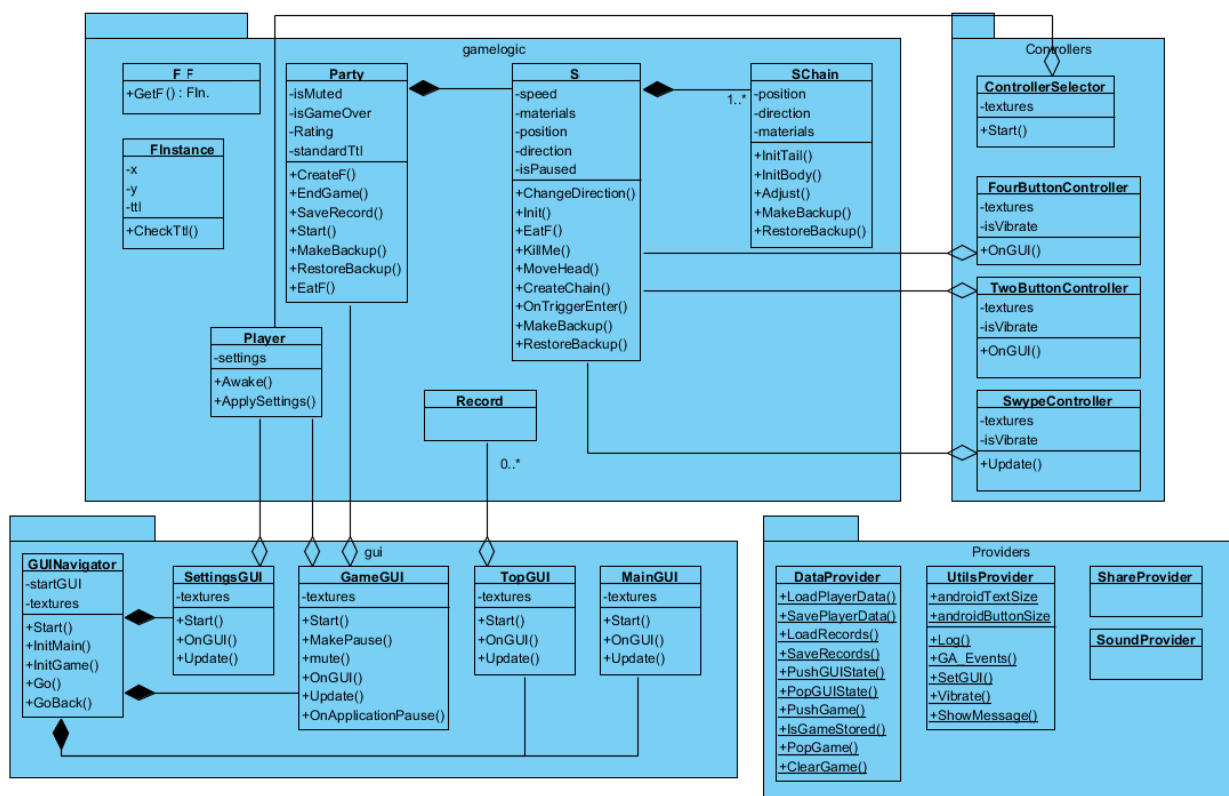 gamelogic
F F
+GetF() : FIn.
FInstance
-x
-y
-ttl
+CheckTtl()
Party
-isMuted
-isGameOver
-Rating
-standardTtl
+CreateF()
+EndGame()
+SaveRecord()
+Start()
+MakeBackup()
+RestoreBackup()
+EatF()
S
-speed
-materials
-position
-direction
-isPaused
+ChangeDirection()
+Init()
+EatF()
+KillMe()
+MoveHead()
+CreateChain()
+OnTriggerEnter()
+MakeBackup()
+RestoreBackup()
1..*
SChain
-position
-direction
-materials
+InitTail()
+InitBody()
+Adjust()
+MakeBackup()
+RestoreBackup()
Player
-settings
+Awake()
+ApplySettings()
Record
0..*
Controllers
ControllerSelector
-textures
+Start()
FourButtonController
-textures
-isVibrate
+OnGUI()
TwoButtonController
-textures
-isVibrate
+OnGUI()
SwypeController
-textures
-isVibrate
+Update()
gui
GUINavigator
-startGUI
-textures
+Start()
+InitMain()
+InitGame()
+Go()
+GoBack()
SettingsGUI
-textures
+Start()
+OnGUI()
+Update()
GameGUI
-textures
+Start()
+MakePause()
+mute()
+OnGUI()
+Update()
+OnApplicationPause()
TopGUI
-textures
+Start()
+OnGUI()
+Update()
MainGUI
-textures
+Start()
+OnGUI()
+Update()
Providers
DataProvider
+LoadPlayerData()
+SavePlayerData()
+LoadRecords()
+SaveRecords()
+PushGUIState()
+PopGUIState()
+PushGame()
+IsGameStored()
+PopGame()
+ClearGame()
UtilsProvider
+androidTextSize
+androidButtonSize
+Log()
+GA_Events()
+SetGUI()
+Vibrate()
+ShowMessage()
ShareProvider
SoundProvider